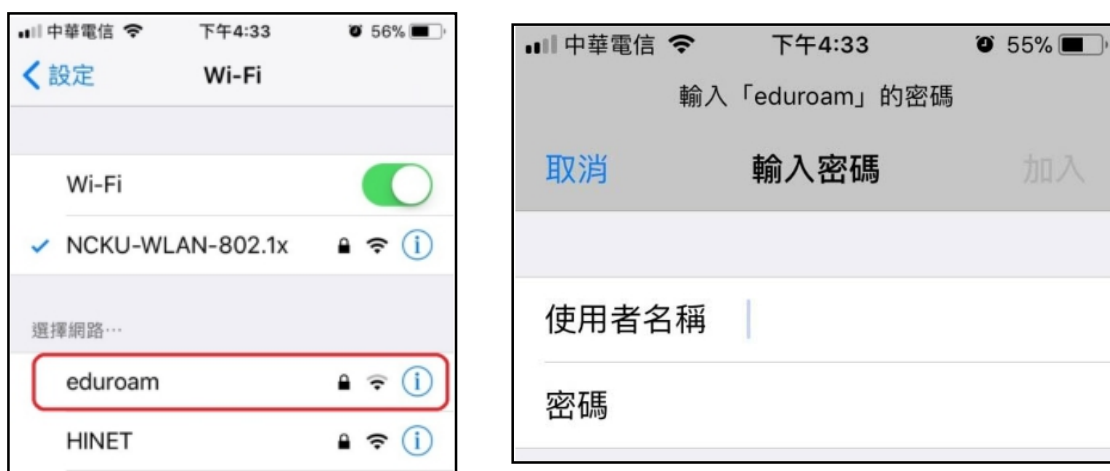 中華電信 下午4:33 56%
設定 Wi-Fi
Wi-Fi
NCKU-WLAN-802.1x
選擇網路…
eduroam
HINET
中華電信 下午4:33 55%
輸入「eduroam」的密碼
取消 輸入密碼 加入
使用者名稱
密碼